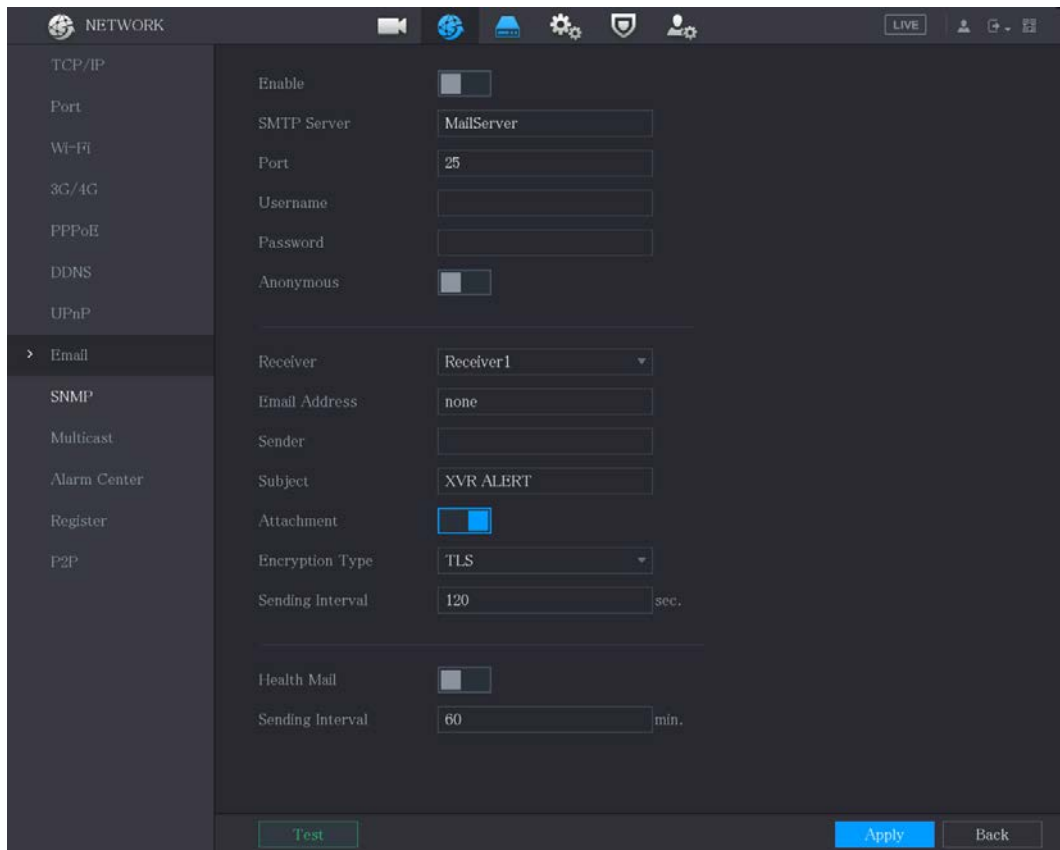 NETWORK
LIVE
TCP/IP
Port
Wi-Fi
3G/4G
PPPoE
DDNS
UPnP
Email
SNMP
Multicast
Alarm Center
Register
P2P
Enable
SMTP Server MailServer
Port 25
Username
Password
Anonymous
Receiver Receiver1
Email Address none
Sender
Subject XVR ALERT
Attachment
Encryption Type TLS
Sending Interval 120 sec.
Health Mail
Sending Interval 60 min.
Test Apply Back